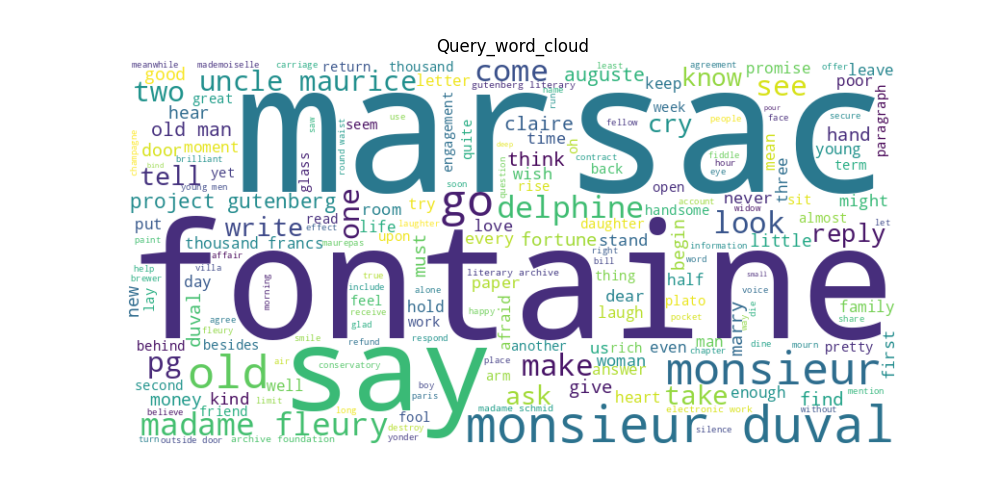 Query_word_cloud
meanwhile mademoiselle carriage return thousand come least agreement offer leave
good uncle maurice letter gutenberg literary auguste keep know promise see poor
two great marsac name run week
hear engagement claire pour face secure paragraph
old man seem use saw quite time fellow cry people hand young
champagne door moment round waist glass oh contract fiddle hour mean three
brilliant think back eye term
tell yet wish deep
hind young men soon question rise open never sit might
project gutenberg one go delphine handsome account widow
put write read room try love daughter look almost let
paint effect life upon every fortune stand begin little reply
thousand francs maurepas must right information
affair bill word
help villa literary archive thing half small
new brewer day morning true include feel alone paper dear voice family
lay duval receive hold happy afraid laugh plato die may share
agree glad work pocket
fleury fontaine marry
smile refund respond another us rich even man dine mourn pretty first
behind besides chapter
pg air conservatory place make woman answer monsieur
second old say boy arm
well paris give heart take enough find mention
money kind limit ask
believe friend long fool madame schmid electronic work without
madame fleury destroy monsieur duval silence
turn outside door archive foundation yonder
laughter